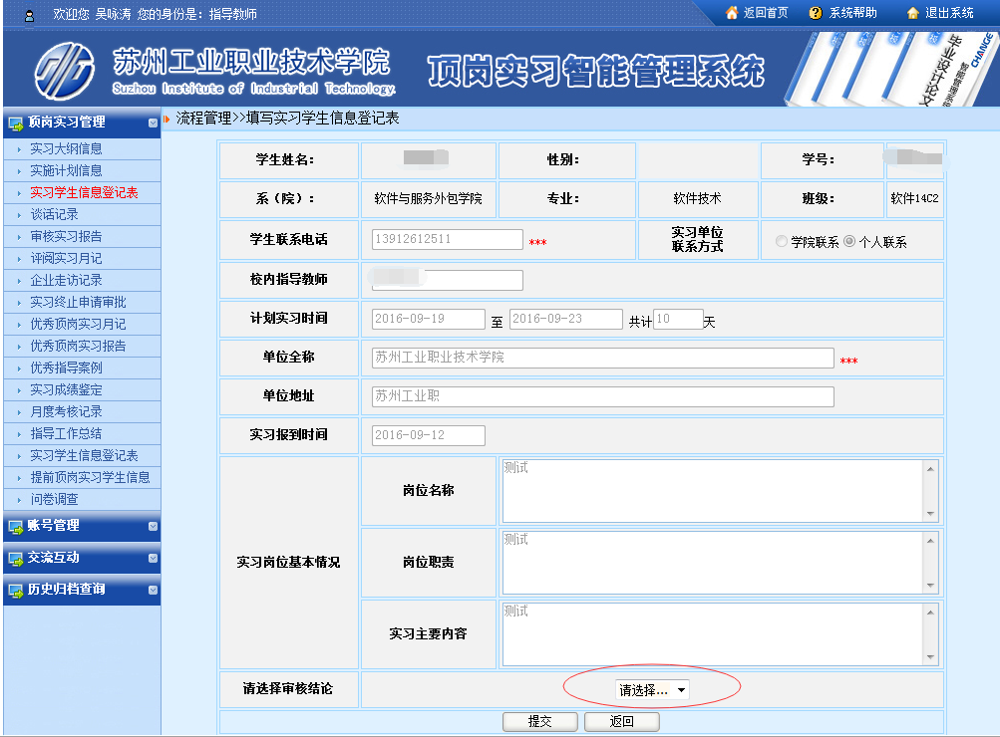 欢迎您 吴咏涛 您的身份是：指导教师
返回首页 系统帮助 退出系统
苏州工业职业技术学院
Suzhou Institute of Industrial Technology.
顶岗实习智能管理系统
毕业设计论文
智能管理系统
CHANGE
顶岗实习管理
实习大纲信息
实施计划信息
实习学生信息登记表
谈话记录
审核实习报告
评阅实习月记
企业走访记录
实习终止申请审批
优秀顶岗实习月记
优秀顶岗实习报告
优秀指导案例
实习成绩鉴定
月度考核记录
指导工作总结
实习学生信息登记表
提前顶岗实习学生信息
问卷调查
账号管理
交流互动
历史归档查询
流程管理>>填写实习学生信息登记表
学生姓名： 性别： 学号：
系（院）： 软件与服务外包学院 专业： 软件技术 班级： 软件14C2
学生联系电话 13912612511 *** 实习单位
联系方式 学院联系 个人联系
校内指导教师
计划实习时间 2016-09-19 至 2016-09-23 共计 10 天
单位全称 苏州工业职业技术学院 ***
单位地址 苏州工业职
实习报到时间 2016-09-12
实习岗位基本情况
岗位名称 测试
岗位职责 测试
实习主要内容 测试
请选择审核结论 请选择...
提交 返回